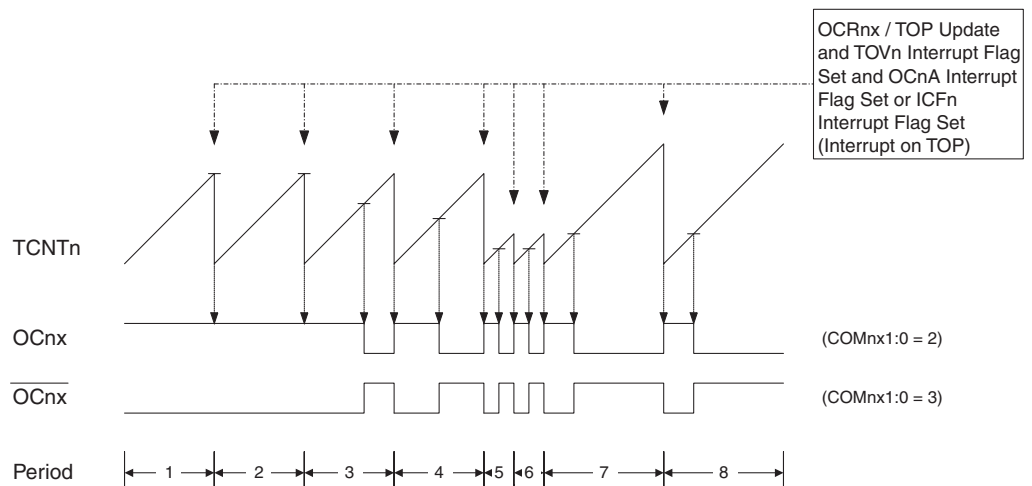 OCRnx / TOP Update
and TOVn Interrupt Flag
Set and OCnA Interrupt
Flag Set or ICFn
Interrupt Flag Set
(Interrupt on TOP)
TCNTn
OCnx (COMnx1:0 = 2)
OCnx (COMnx1:0 = 3)
Period 1 2 3 4 5 6 7 8